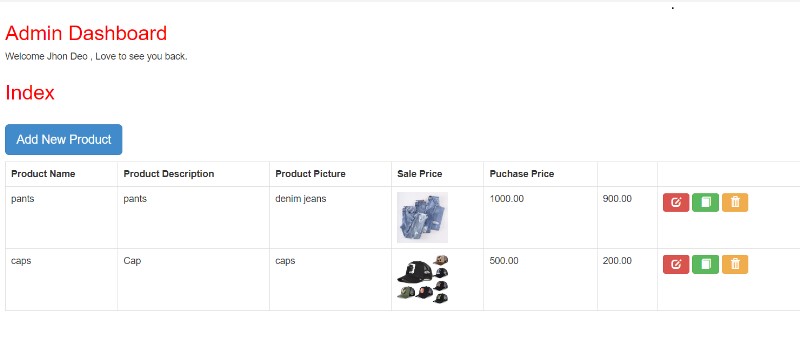 Admin Dashboard
Welcome Jhon Deo , Love to see you back.
Index
Add New Product
Product Name Product Description Product Picture Sale Price Puchase Price
pants pants denim jeans 1000.00 900.00
caps Cap caps 500.00 200.00